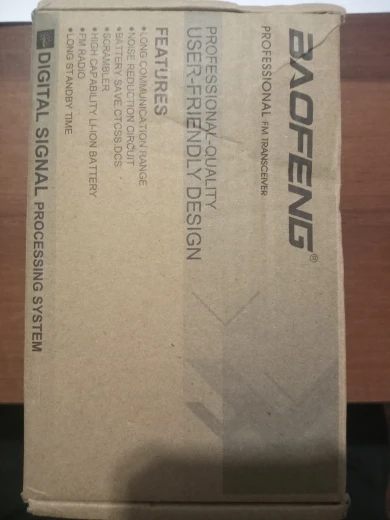 BAOFENG®
PROFESSIONAL FM TRANSCEIVER
PROFESSIONAL-QUALITY
USER-FRIENDLY DESIGN
FEATURES
•LONG COMMUNICATION RANGE
•NOISE REDUCTION CIRCUIT
•BATTERY SAVE CTCSS DCS
•SCRAMBLER
•HIGH CAPABILITY LI-ION BATTERY
•FM RADIO
•LONG STANDBY TIME
DIGITAL SIGNAL PROCESSING SYSTEM